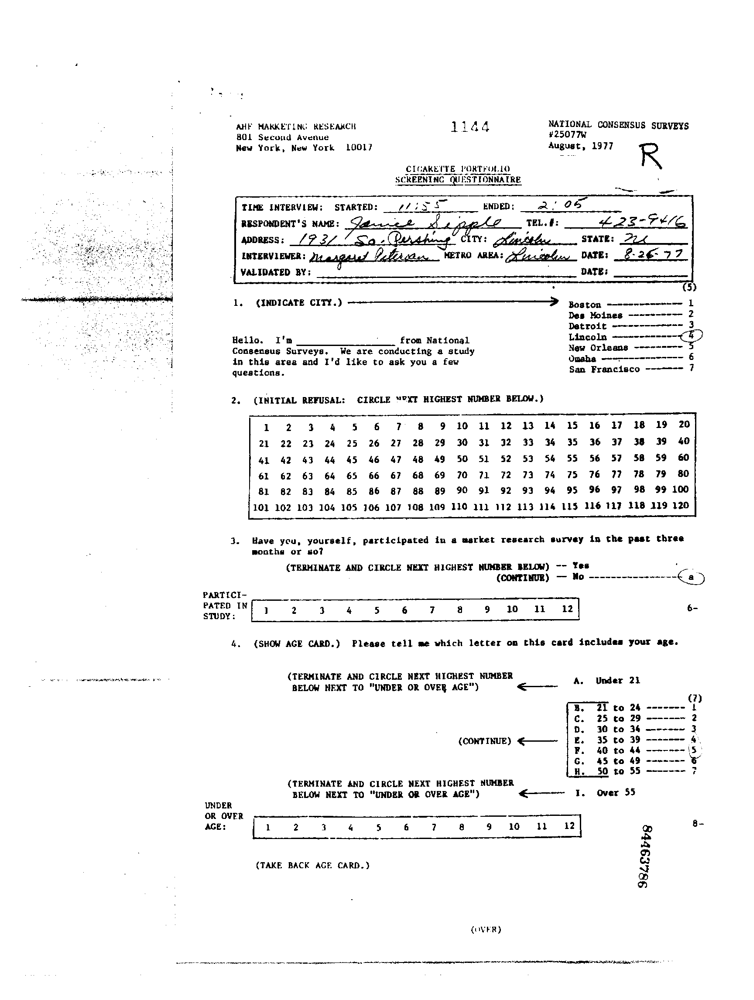 AHF MARKETING RESEARCH
801 Second Avenue
New York, New York 10017
1144
NATIONAL CONSENSUS SURVEYS
#25077W
August, 1977
R
CIGARETTE PORTFOLIO
SCREENING QUESTIONNAIRE
TIME INTERVIEW: STARTED: 11:55 ENDED: 2:05
RESPONDENT'S NAME: Janice Sipple TEL.#: 423-9416
ADDRESS: 1931 So. Pershing CITY: Lincoln STATE:
INTERVIEWER: Margaret METRO AREA: Lincoln DATE: 8-26-77
VALIDATED BY: DATE:
(5)
1. (INDICATE CITY.)
Boston ---------- 1
Des Moines --------- 2
Detroit ------------ 3
Lincoln ------------ 4
New Orleans -------- 5
Omaha -------------- 6
San Francisco ------- 7
Hello. I'm ____________ from National
Consensus Surveys. We are conducting a study
in this area and I'd like to ask you a few
questions.
2. (INITIAL REFUSAL: CIRCLE NEXT HIGHEST NUMBER BELOW.)
1 2 3 4 5 6 7 8 9 10 11 12 13 14 15 16 17 18 19 20
21 22 23 24 25 26 27 28 29 30 31 32 33 34 35 36 37 38 39 40
41 42 43 44 45 46 47 48 49 50 51 52 53 54 55 56 57 58 59 60
61 62 63 64 65 66 67 68 69 70 71 72 73 74 75 76 77 78 79 80
81 82 83 84 85 86 87 88 89 90 91 92 93 94 95 96 97 98 99 100
101 102 103 104 105 106 107 108 109 110 111 112 113 114 115 116 117 118 119 120
3. Have you, yourself, participated in a market research survey in the past three
months or so?
(TERMINATE AND CIRCLE NEXT HIGHEST NUMBER BELOW) -- Yes
(CONTINUE) -- No ---------------- a
PARTICI-
PATED IN
STUDY: 1 2 3 4 5 6 7 8 9 10 11 12 6-
4. (SHOW AGE CARD.) Please tell me which letter on this card includes your age.
(TERMINATE AND CIRCLE NEXT HIGHEST NUMBER
BELOW NEXT TO "UNDER OR OVER AGE") A. Under 21
(7)
B. 21 to 24 ------- 1
C. 25 to 29 ------- 2
D. 30 to 34 ------- 3
(CONTINUE) E. 35 to 39 ------- 4
F. 40 to 44 ------- 5
G. 45 to 49 ------- 6
H. 50 to 55 ------- 7
(TERMINATE AND CIRCLE NEXT HIGHEST NUMBER
BELOW NEXT TO "UNDER OR OVER AGE") I. Over 55
UNDER
OR OVER
AGE: 1 2 3 4 5 6 7 8 9 10 11 12 8-
84463786
(TAKE BACK AGE CARD.)
(OVER)